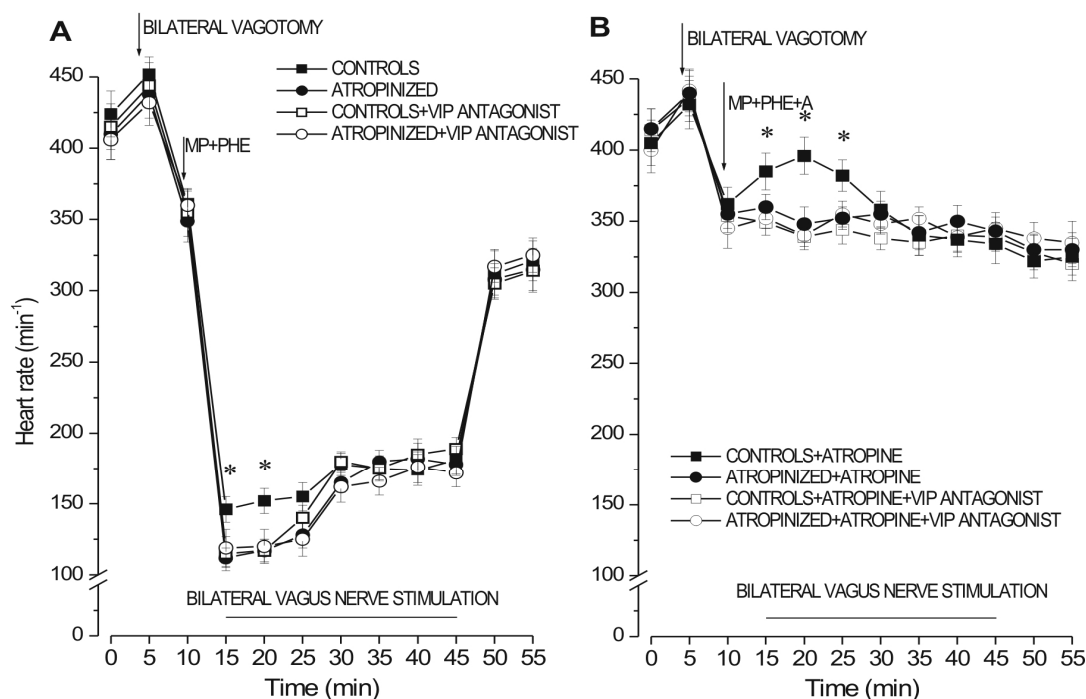 A
BILATERAL VAGOTOMY
CONTROLS
ATROPINIZED
CONTROLS+VIP ANTAGONIST
ATROPINIZED+VIP ANTAGONIST
MP+PHE
450
400
350
300
250
200
150
100
0
Heart rate (min-1)
* *
BILATERAL VAGUS NERVE STIMULATION
0 5 10 15 20 25 30 35 40 45 50 55
Time (min)
B
BILATERAL VAGOTOMY
MP+PHE+A
* * *
450
400
350
300
250
200
150
100
0
CONTROLS+ATROPINE
ATROPINIZED+ATROPINE
CONTROLS+ATROPINE+VIP ANTAGONIST
ATROPINIZED+ATROPINE+VIP ANTAGONIST
BILATERAL VAGUS NERVE STIMULATION
0 5 10 15 20 25 30 35 40 45 50 55
Time (min)